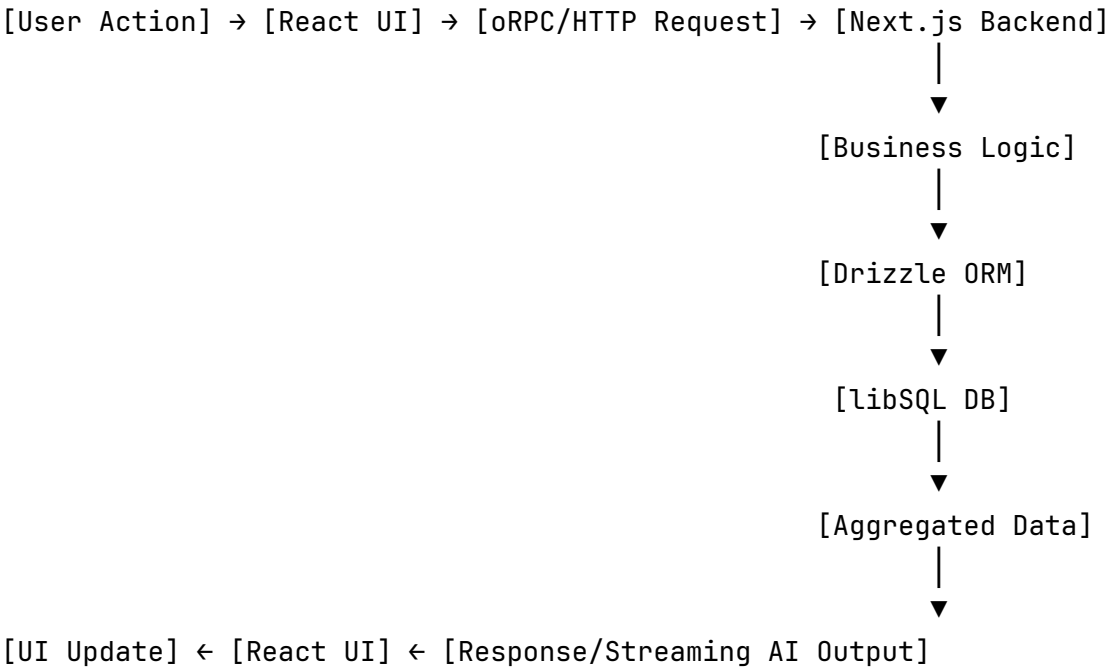 [User Action] → [React UI] → [oRPC/HTTP Request] → [Next.js Backend]
[Business Logic]
[Drizzle ORM]
[libSQL DB]
[Aggregated Data]
[UI Update] ← [React UI] ← [Response/Streaming AI Output]